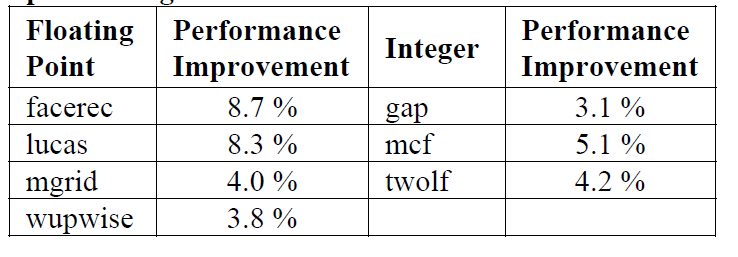 Floating Point | Performance Improvement | Integer | Performance Improvement
facerec | 8.7 % | gap | 3.1 %
lucas | 8.3 % | mcf | 5.1 %
mgrid | 4.0 % | twolf | 4.2 %
wupwise | 3.8 % | |